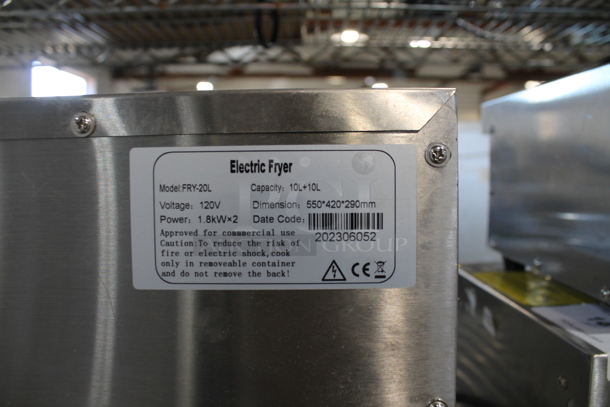 Electric Fryer
Model:FRY-20L Capacity: 10L+10L
Voltage: 120V Dimension: 550*420*290mm
Power: 1.8kW×2 Date Code:
202306052
Approved for commercial use
Caution:To reduce the risk of
fire or electric shock,cook
only in removeable container
and do not remove the back!
CE
GROUP